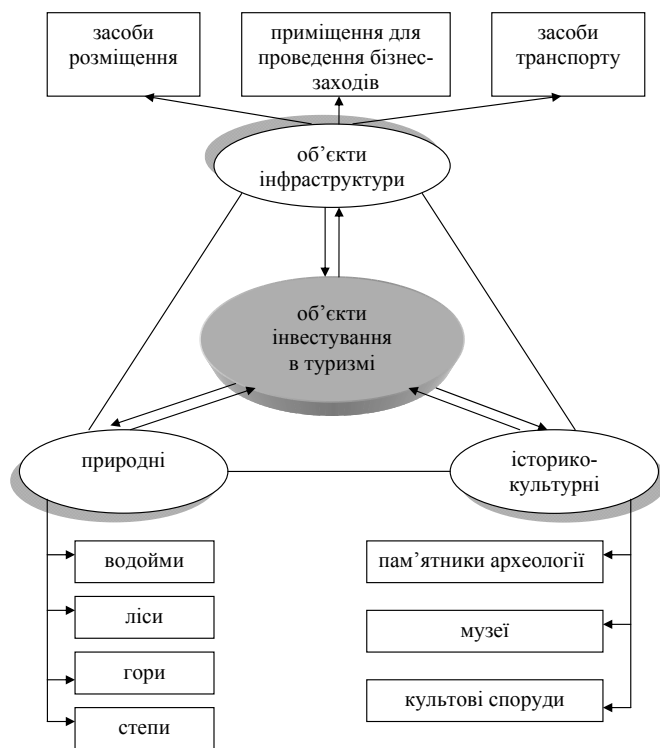 засоби
розміщення
приміщення для
проведення бізнес-
заходів
засоби
транспорту
об’єкти
інфраструктури
об’єкти
інвестування
в туризмі
природні
історико-
культурні
водойми
ліси
гори
степи
пам’ятники археології
музеї
культові споруди